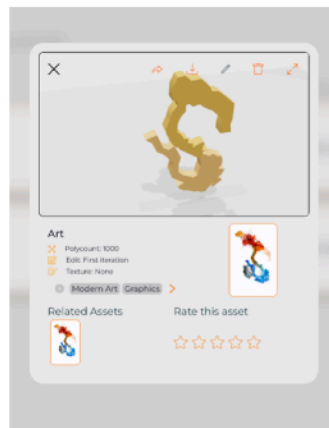 Art
Polycount: 1000
Edit: First Iteration
Texture: None
Modern Art Graphics
Related Assets Rate this asset